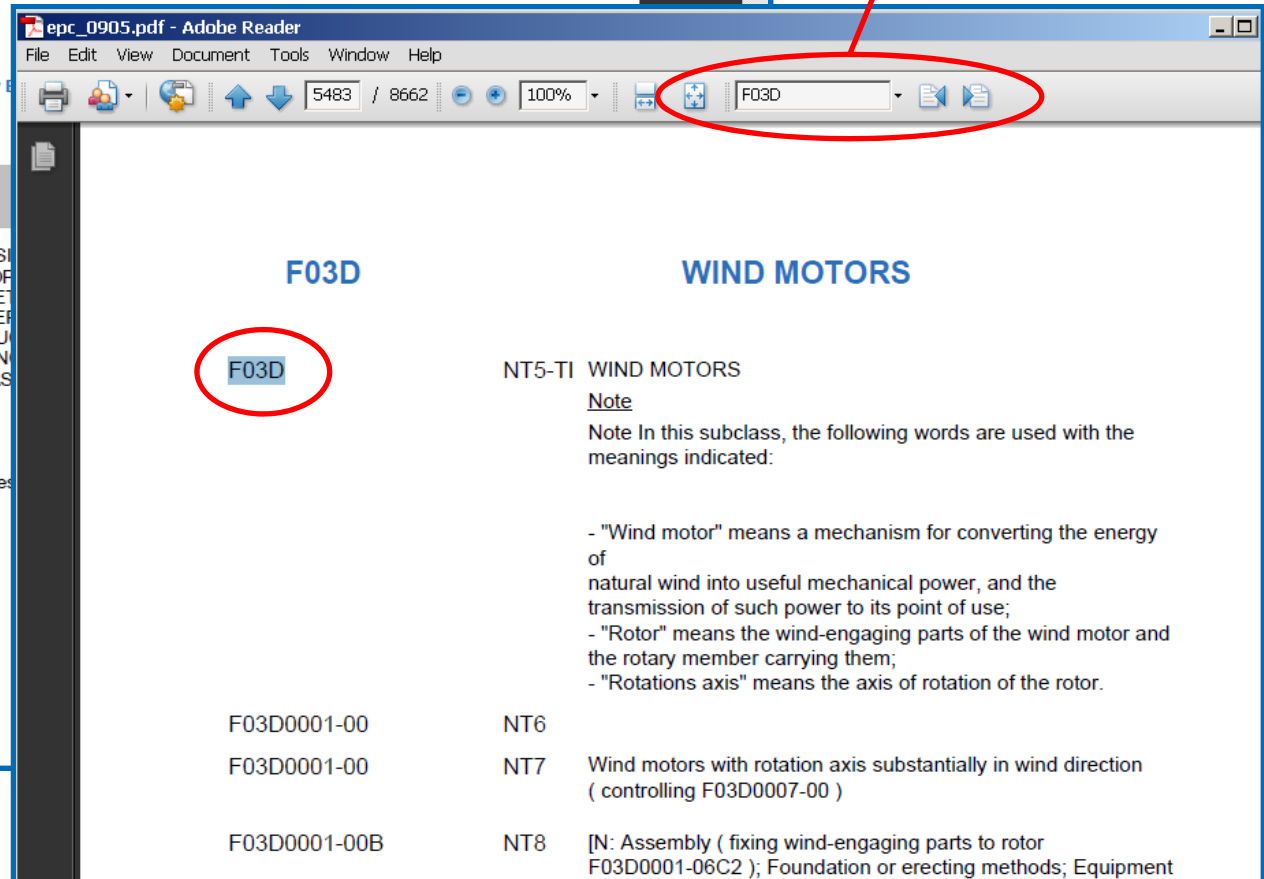 epc_0905.pdf - Adobe Reader
File Edit View Document Tools Window Help
5483 / 8662 100% F03D
F03D WIND MOTORS
F03D NT5-TI WIND MOTORS
Note
Note In this subclass, the following words are used with the
meanings indicated:
- "Wind motor" means a mechanism for converting the energy
of
natural wind into useful mechanical power, and the
transmission of such power to its point of use;
- "Rotor" means the wind-engaging parts of the wind motor and
the rotary member carrying them;
- "Rotations axis" means the axis of rotation of the rotor.
F03D0001-00 NT6
F03D0001-00 NT7 Wind motors with rotation axis substantially in wind direction
( controlling F03D0007-00 )
F03D0001-00B NT8 [N: Assembly ( fixing wind-engaging parts to rotor
F03D0001-06C2 ); Foundation or erecting methods; Equipment